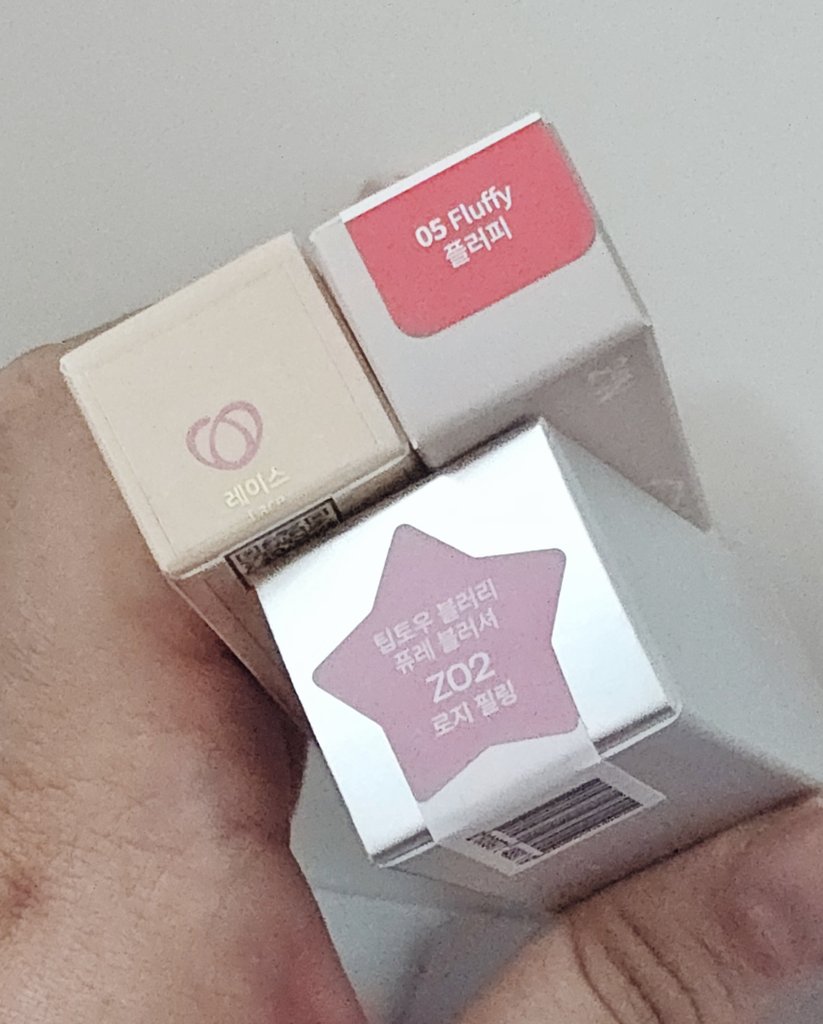 05 Fluffy
플러피
레이스
팁토우 블러리
퓨레 블러셔
Z02
로지 필링